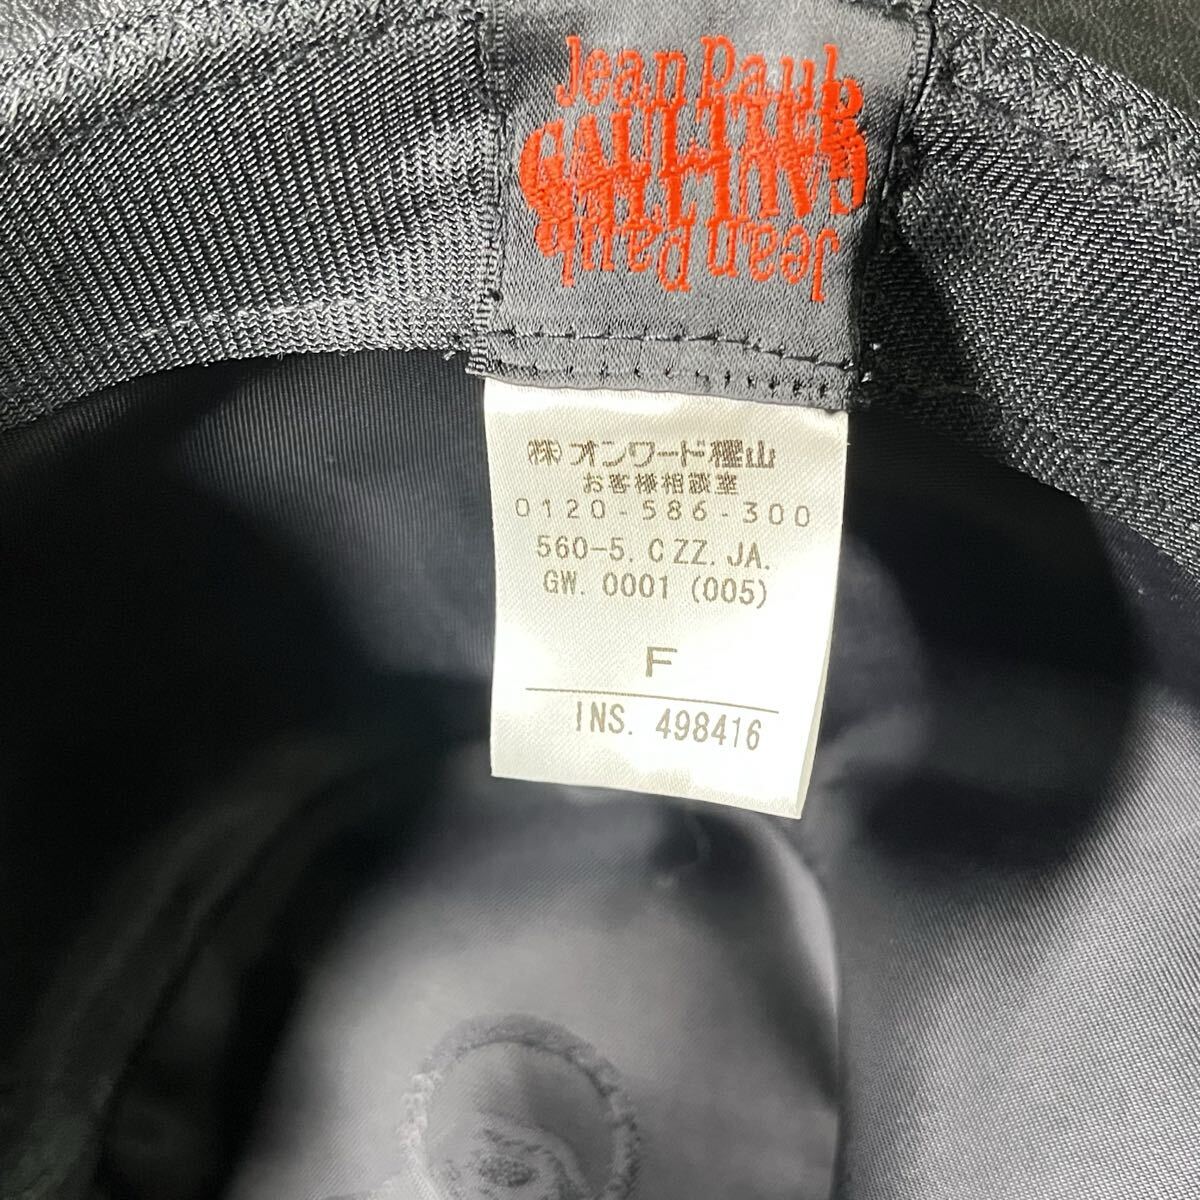 Jean Paul
GAULTIER
GAULTIER
Jean Paul
㈱オンワード樫山
お客様相談室
0120-586-300
560-5. CZZ. JA.
GW. 0001 (005)
F
INS. 498416